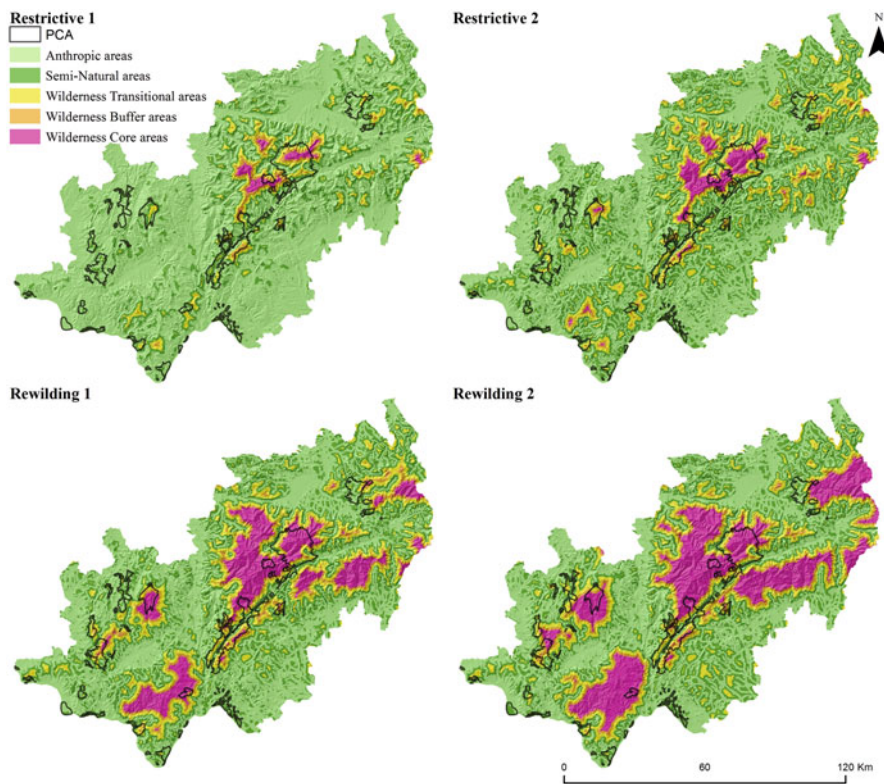 Restrictive 1
PCA
Anthropic areas
Semi-Natural areas
Wilderness Transitional areas
Wilderness Buffer areas
Wilderness Core areas
Restrictive 2
N
Rewilding 1
Rewilding 2
0 60 120 Km